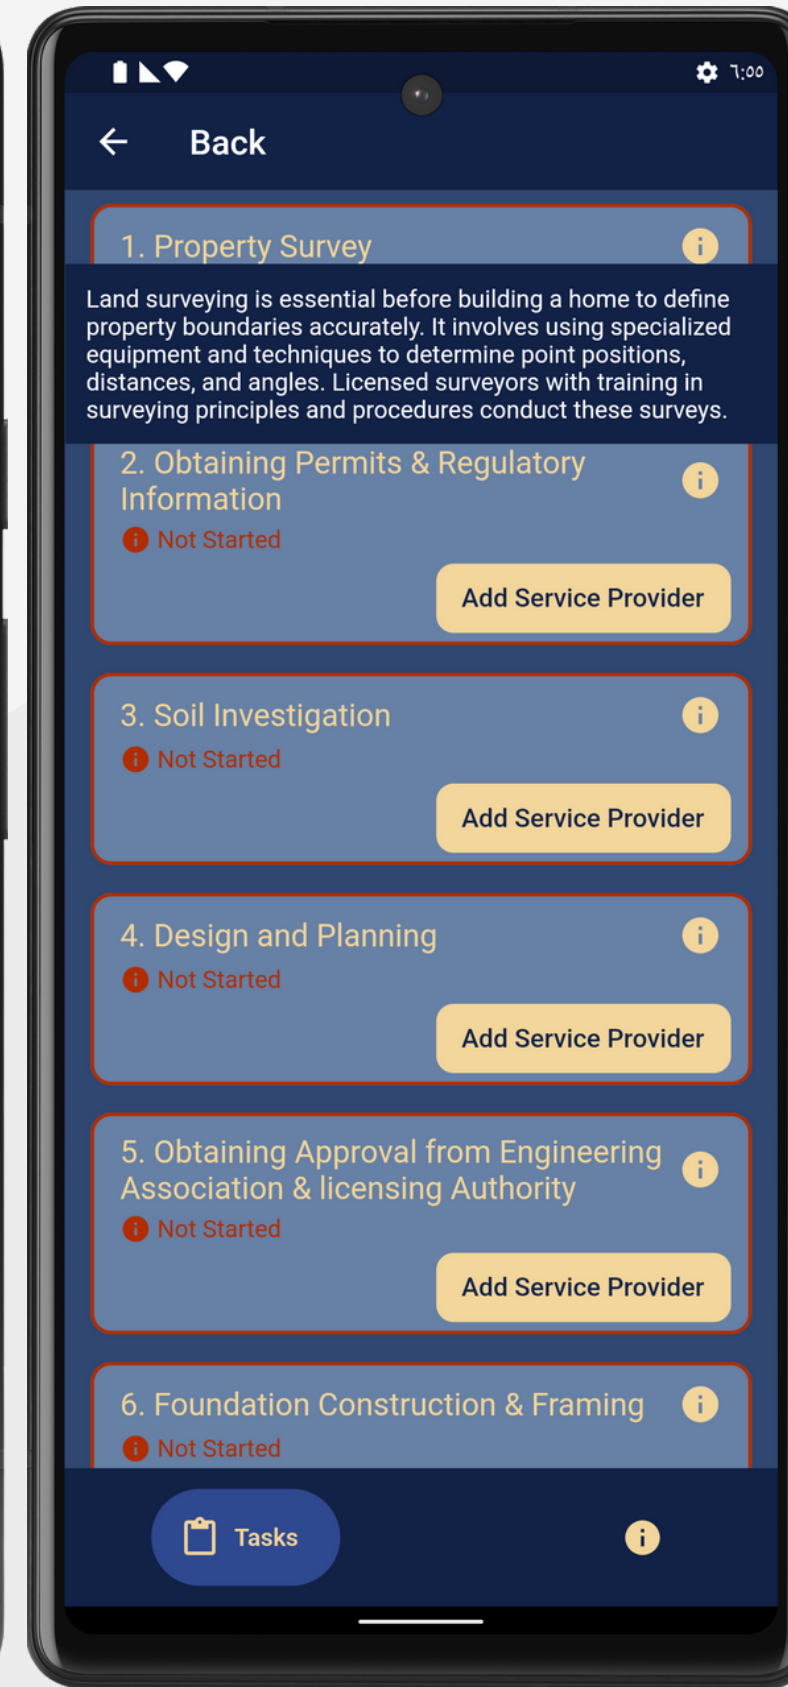 ٦:٥٥
Back
1. Property Survey
Land surveying is essential before building a home to define
property boundaries accurately. It involves using specialized
equipment and techniques to determine point positions,
distances, and angles. Licensed surveyors with training in
surveying principles and procedures conduct these surveys.
2. Obtaining Permits & Regulatory
Information
Not Started
Add Service Provider
3. Soil Investigation
Not Started
Add Service Provider
4. Design and Planning
Not Started
Add Service Provider
5. Obtaining Approval from Engineering
Association & licensing Authority
Not Started
Add Service Provider
6. Foundation Construction & Framing
Not Started
Tasks